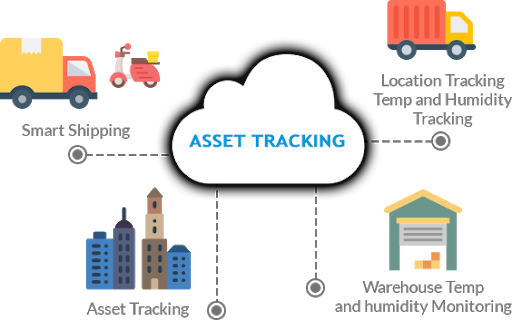 Smart Shipping
ASSET TRACKING
Location Tracking
Temp and Humidity
Tracking
Asset Tracking
Warehouse Temp
and humidity Monitoring